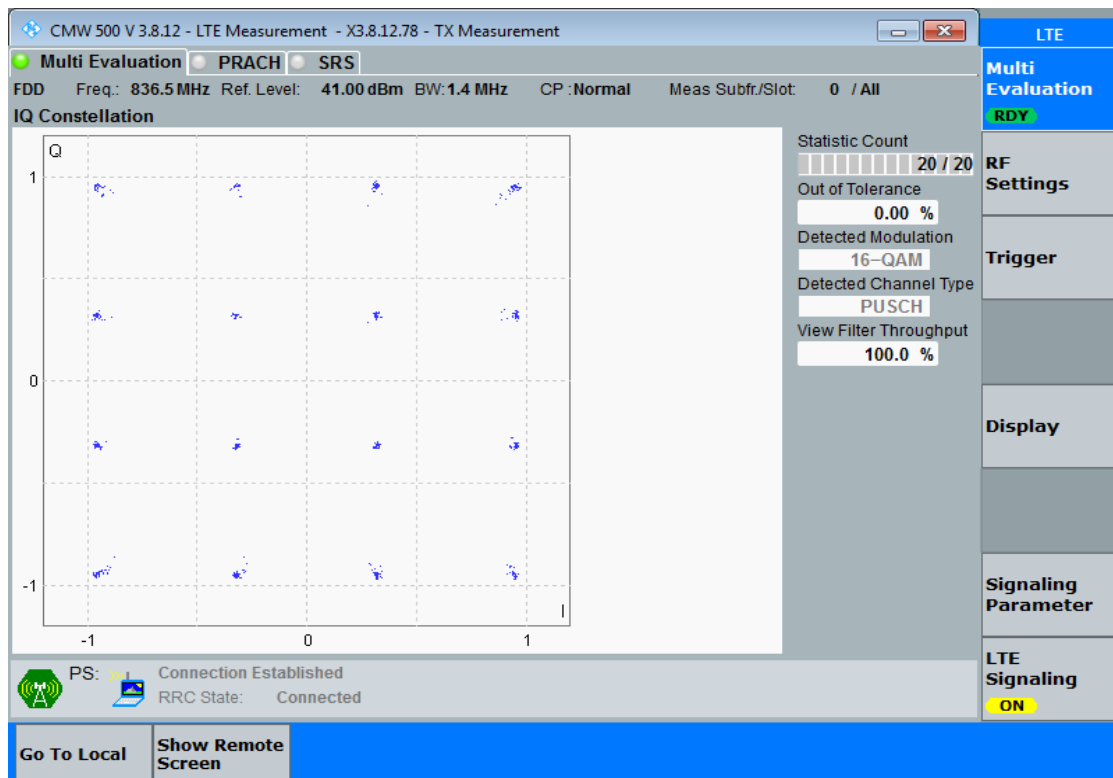 CMW 500 V 3.8.12 - LTE Measurement - X3.8.12.78 - TX Measurement
LTE
Multi Evaluation PRACH SRS
FDD Freq.: 836.5 MHz Ref. Level: 41.00 dBm BW: 1.4 MHz CP : Normal Meas Subfr./Slot: 0 / All
IQ Constellation
Q
1
0
-1
-1 0 1
I
Statistic Count
20 / 20
Out of Tolerance
0.00 %
Detected Modulation
16-QAM
Detected Channel Type
PUSCH
View Filter Throughput
100.0 %
Multi
Evaluation
RDY
RF
Settings
Trigger
Display
Signaling
Parameter
LTE
Signaling
ON
PS: Connection Established
RRC State: Connected
Go To Local
Show Remote
Screen